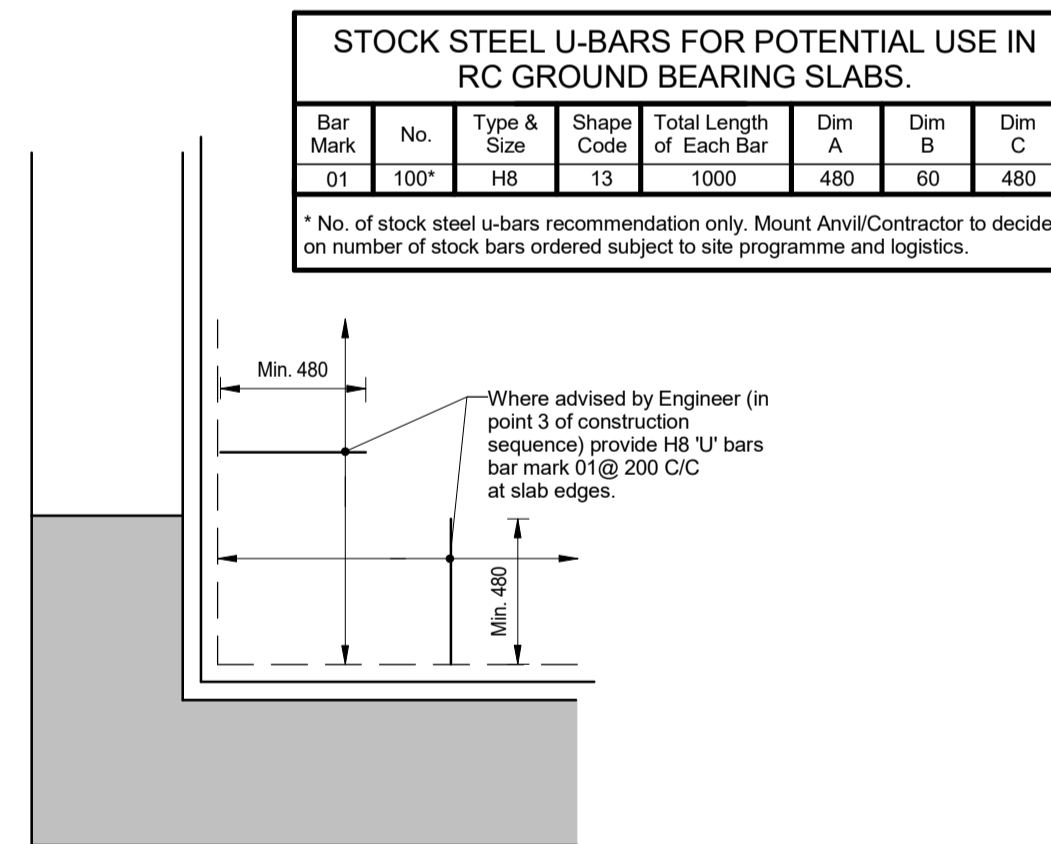 STOCK STEEL U-BARS FOR POTENTIAL USE IN
RC GROUND BEARING SLABS.
Bar Mark No. Type & Size Shape Code Total Length of Each Bar Dim A Dim B Dim C
01 100* H8 13 1000 480 60 480
* No. of stock steel u-bars recommendation only. Mount Anvil/Contractor to decide
on number of stock bars ordered subject to site programme and logistics.
Min. 480
Where advised by Engineer (in
point 3 of construction
sequence) provide H8 'U' bars
bar mark 01@ 200 C/C
at slab edges.
Min. 480